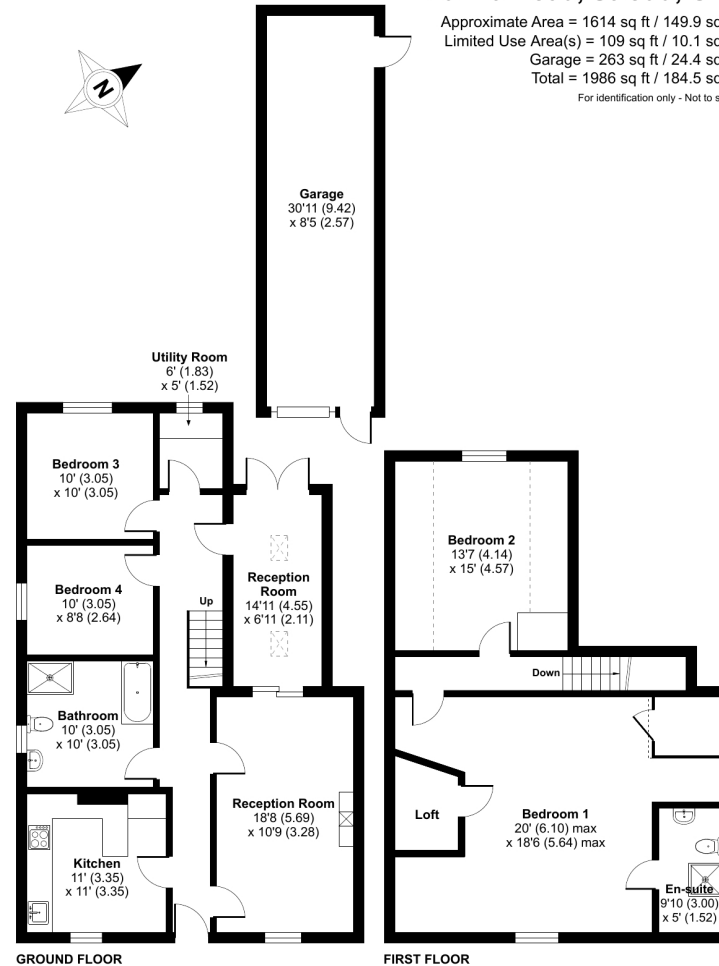 Approximate Area = 1614 sq ft / 149.9 sq
Limited Use Area(s) = 109 sq ft / 10.1 sq
Garage = 263 sq ft / 24.4 sq
Total = 1986 sq ft / 184.5 sq
For identification only - Not to s
N
Garage
30'11 (9.42)
x 8'5 (2.57)
Utility Room
6' (1.83)
x 5' (1.52)
Bedroom 3
10' (3.05)
x 10' (3.05)
Bedroom 4
10' (3.05)
x 8'8 (2.64)
Up
Reception
Room
14'11 (4.55)
x 6'11 (2.11)
Bathroom
10' (3.05)
x 10' (3.05)
Reception Room
18'8 (5.69)
x 10'9 (3.28)
Kitchen
11' (3.35)
x 11' (3.35)
GROUND FLOOR
Bedroom 2
13'7 (4.14)
x 15' (4.57)
Down
Loft
Bedroom 1
20' (6.10) max
x 18'6 (5.64) max
En-suite
9'10 (3.00)
x 5' (1.52)
FIRST FLOOR